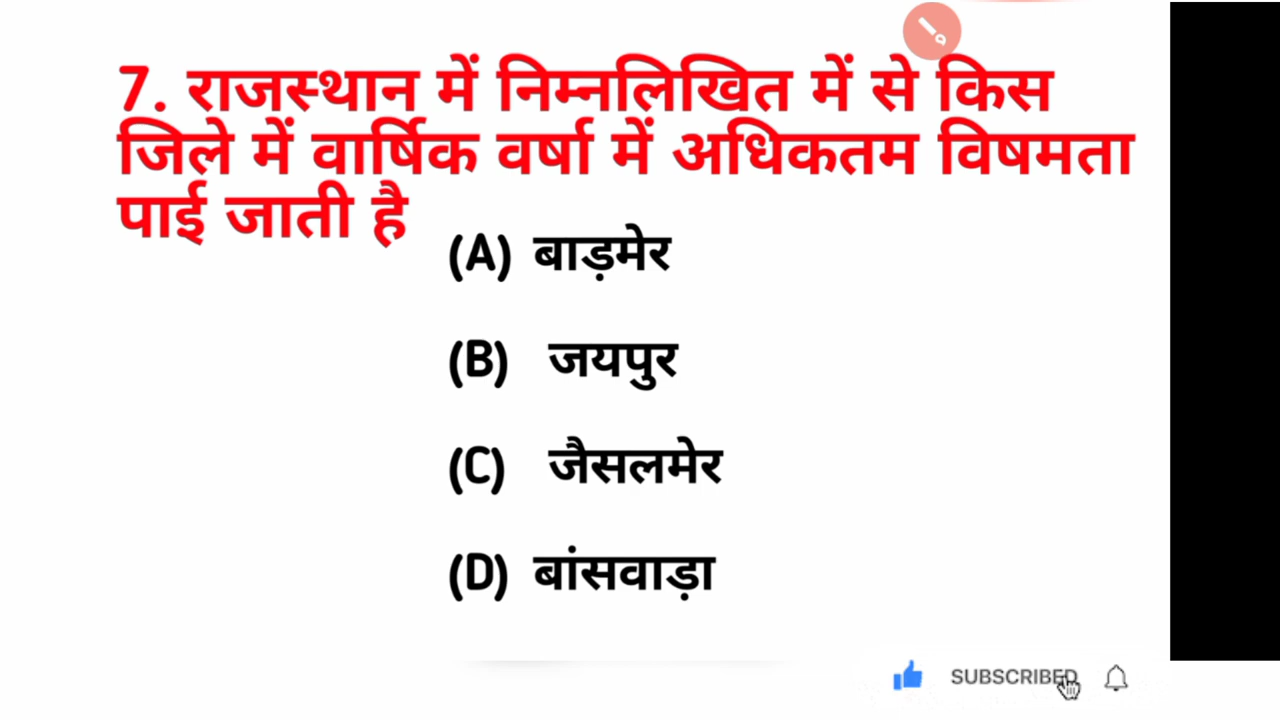 7. राजस्थान में निम्नलिखित में से किस
जिले में वार्षिक वर्षा में अधिकतम विषमता
पाई जाती है
(A) बाड़मेर
(B) जयपुर
(C) जैसलमेर
(D) बांसवाड़ा
SUBSCRIBED